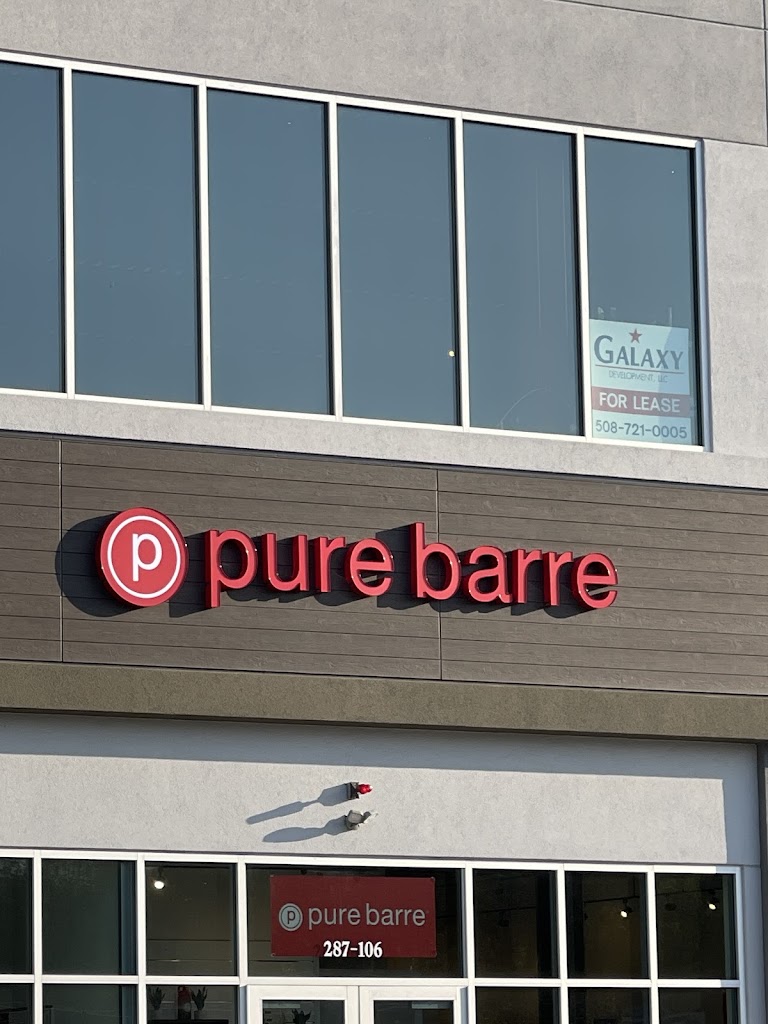 GALAXY
DEVELOPMENT, LLC
FOR LEASE
508-721-0005
p pure barre
p pure barre
287-106